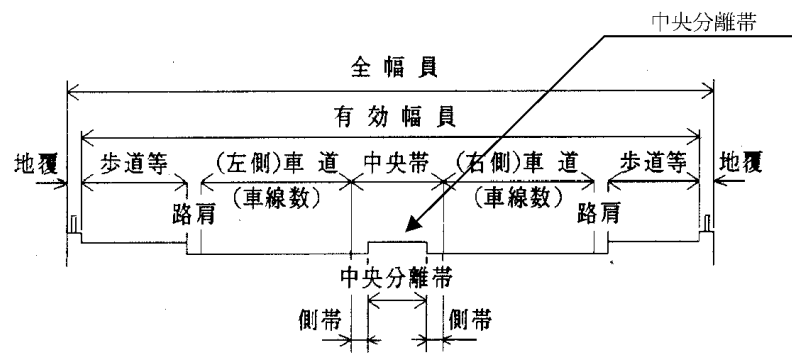 中央分離帯
全幅員
有効幅員
地覆 歩道等 (左側)車道 中央帯 (右側)車道 歩道等 地覆
路肩 (車線数) (車線数) 路肩
中央分離帯
側帯 側帯